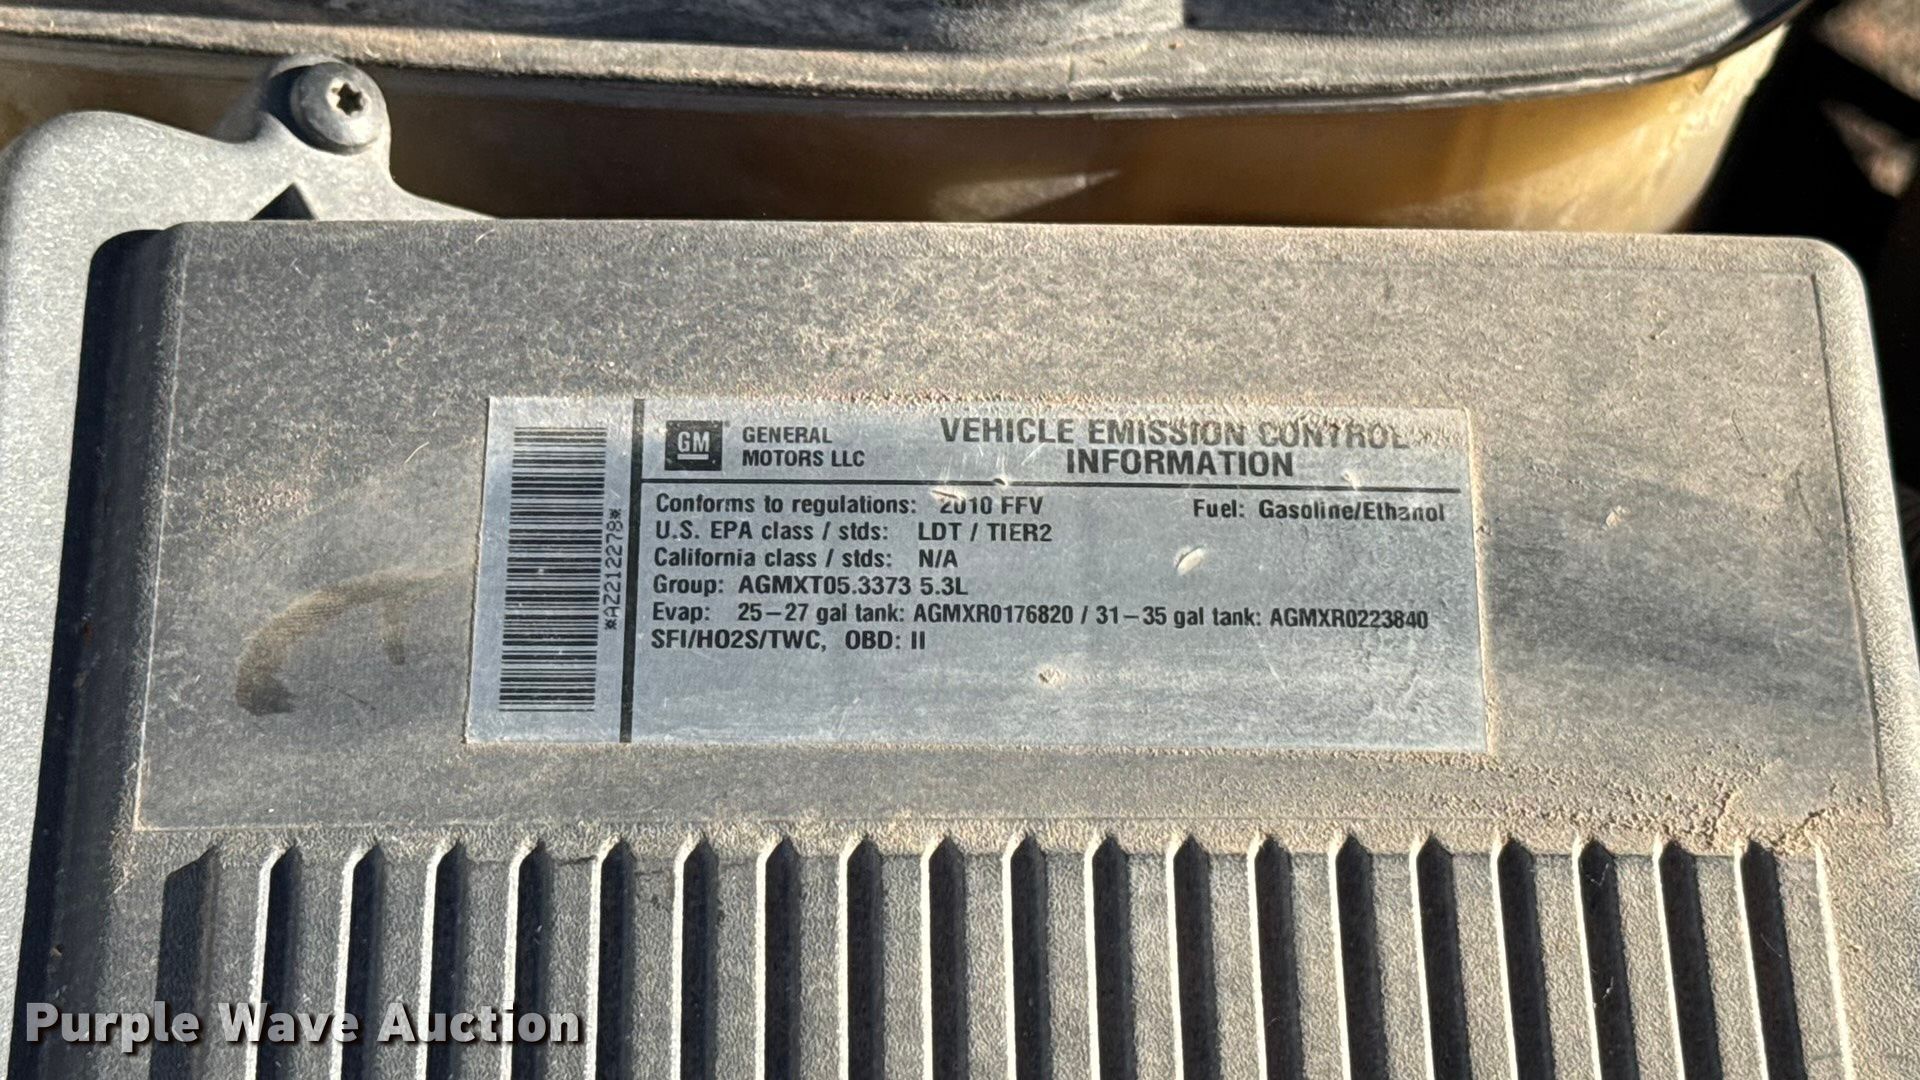 *AZ212278*
GM GENERAL
MOTORS LLC
VEHICLE EMISSION CONTROL
INFORMATION
Conforms to regulations: 2010 FFV Fuel: Gasoline/Ethanol
U.S. EPA class / stds: LDT / TIER2
California class / stds: N/A
Group: AGMXT05.3373 5.3L
Evap: 25-27 gal tank: AGMXR0176820 / 31-35 gal tank: AGMXR0223840
SFI/HO2S/TWC, OBD: II
Purple Wave Auction